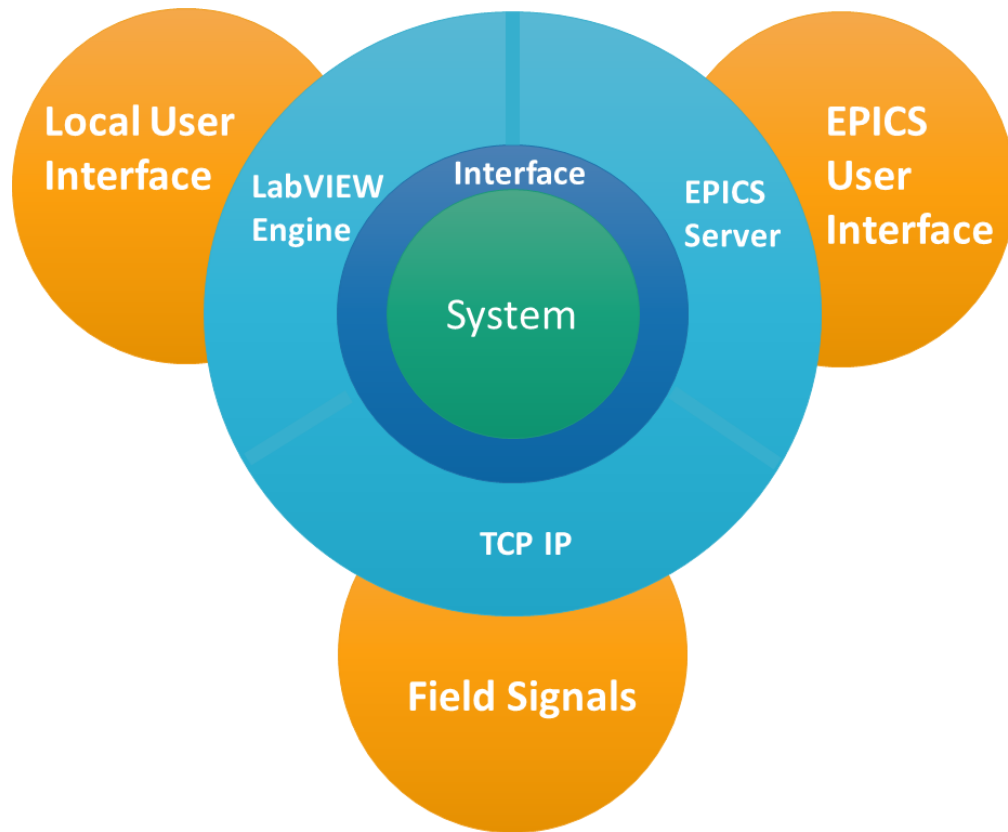 Local User
Interface
LabVIEW
Engine
Interface
System
EPICS
Server
EPICS
User
Interface
TCP IP
Field Signals